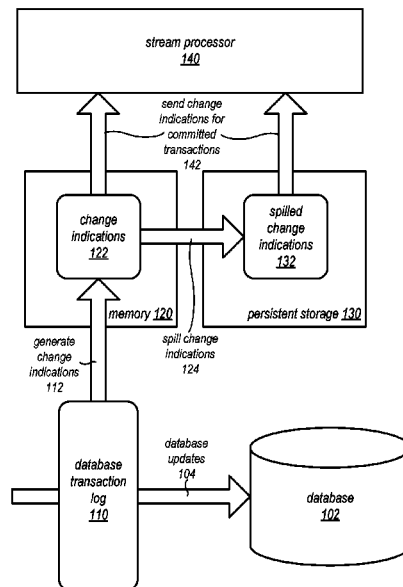 stream processor
140
send change
indications for
committed
transactions
142
change
indications
122
spilled
change
indications
132
memory 120
persistent storage 130
generate
change
indications
112
spill change
indications
124
database
transaction
log
110
database
updates
104
database
102